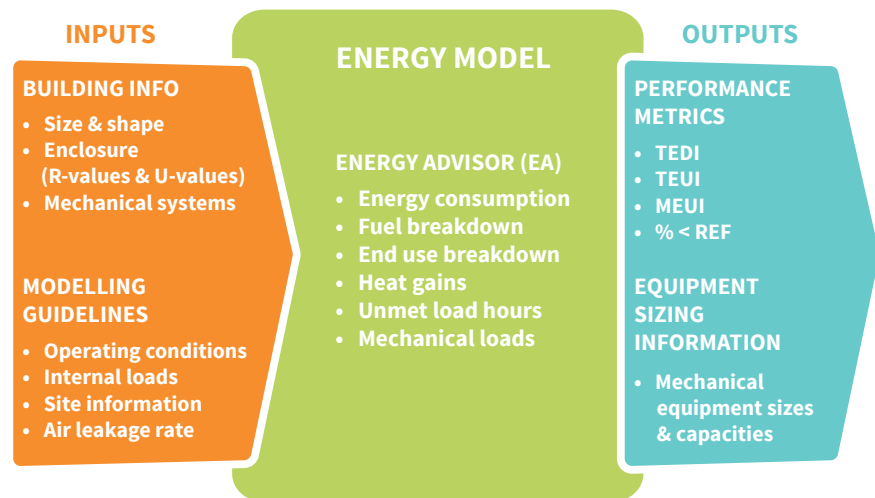 INPUTS
BUILDING INFO
• Size & shape
• Enclosure
(R-values & U-values)
• Mechanical systems
MODELLING
GUIDELINES
• Operating conditions
• Internal loads
• Site information
• Air leakage rate
ENERGY MODEL
ENERGY ADVISOR (EA)
• Energy consumption
• Fuel breakdown
• End use breakdown
• Heat gains
• Unmet load hours
• Mechanical loads
OUTPUTS
PERFORMANCE
METRICS
• TEDI
• TEUI
• MEUI
• % < REF
EQUIPMENT
SIZING
INFORMATION
• Mechanical
equipment sizes
& capacities